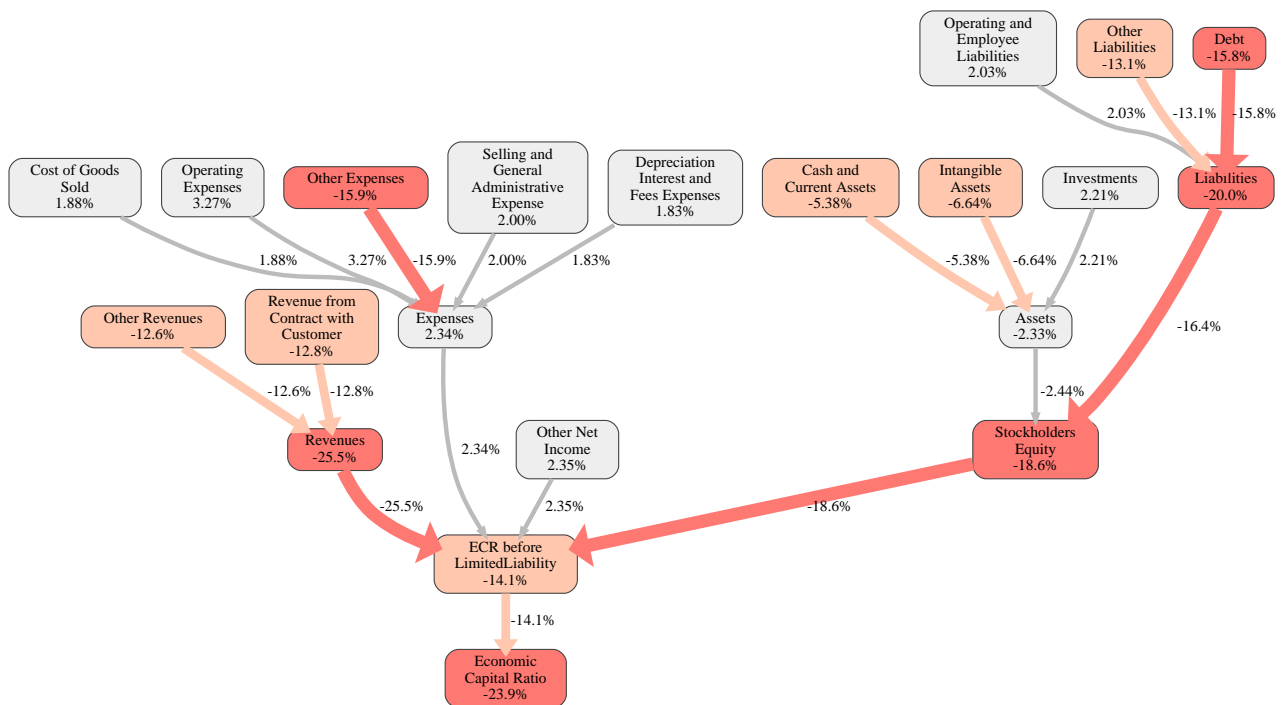 Operating and
Employee
Liabilities
2.03%
Other
Liabilities
-13.1%
Debt
-15.8%
2.03%
-13.1%
-15.8%
Cost of Goods
Sold
1.88%
Operating
Expenses
3.27%
Other Expenses
-15.9%
Selling and
General
Administrative
Expense
2.00%
Depreciation
Interest and
Fees Expenses
1.83%
Cash and
Current Assets
-5.38%
Intangible
Assets
-6.64%
Investments
2.21%
Liabilities
-20.0%
1.88%
3.27%
-15.9%
2.00%
1.83%
-5.38%
-6.64%
2.21%
Other Revenues
-12.6%
Revenue from
Contract with
Customer
-12.8%
Expenses
2.34%
Assets
-2.33%
-16.4%
-12.6%
-12.8%
-2.44%
Revenues
-25.5%
2.34%
Other Net
Income
2.35%
Stockholders
Equity
-18.6%
-25.5%
2.35%
-18.6%
ECR before
LimitedLiability
-14.1%
-14.1%
Economic
Capital Ratio
-23.9%